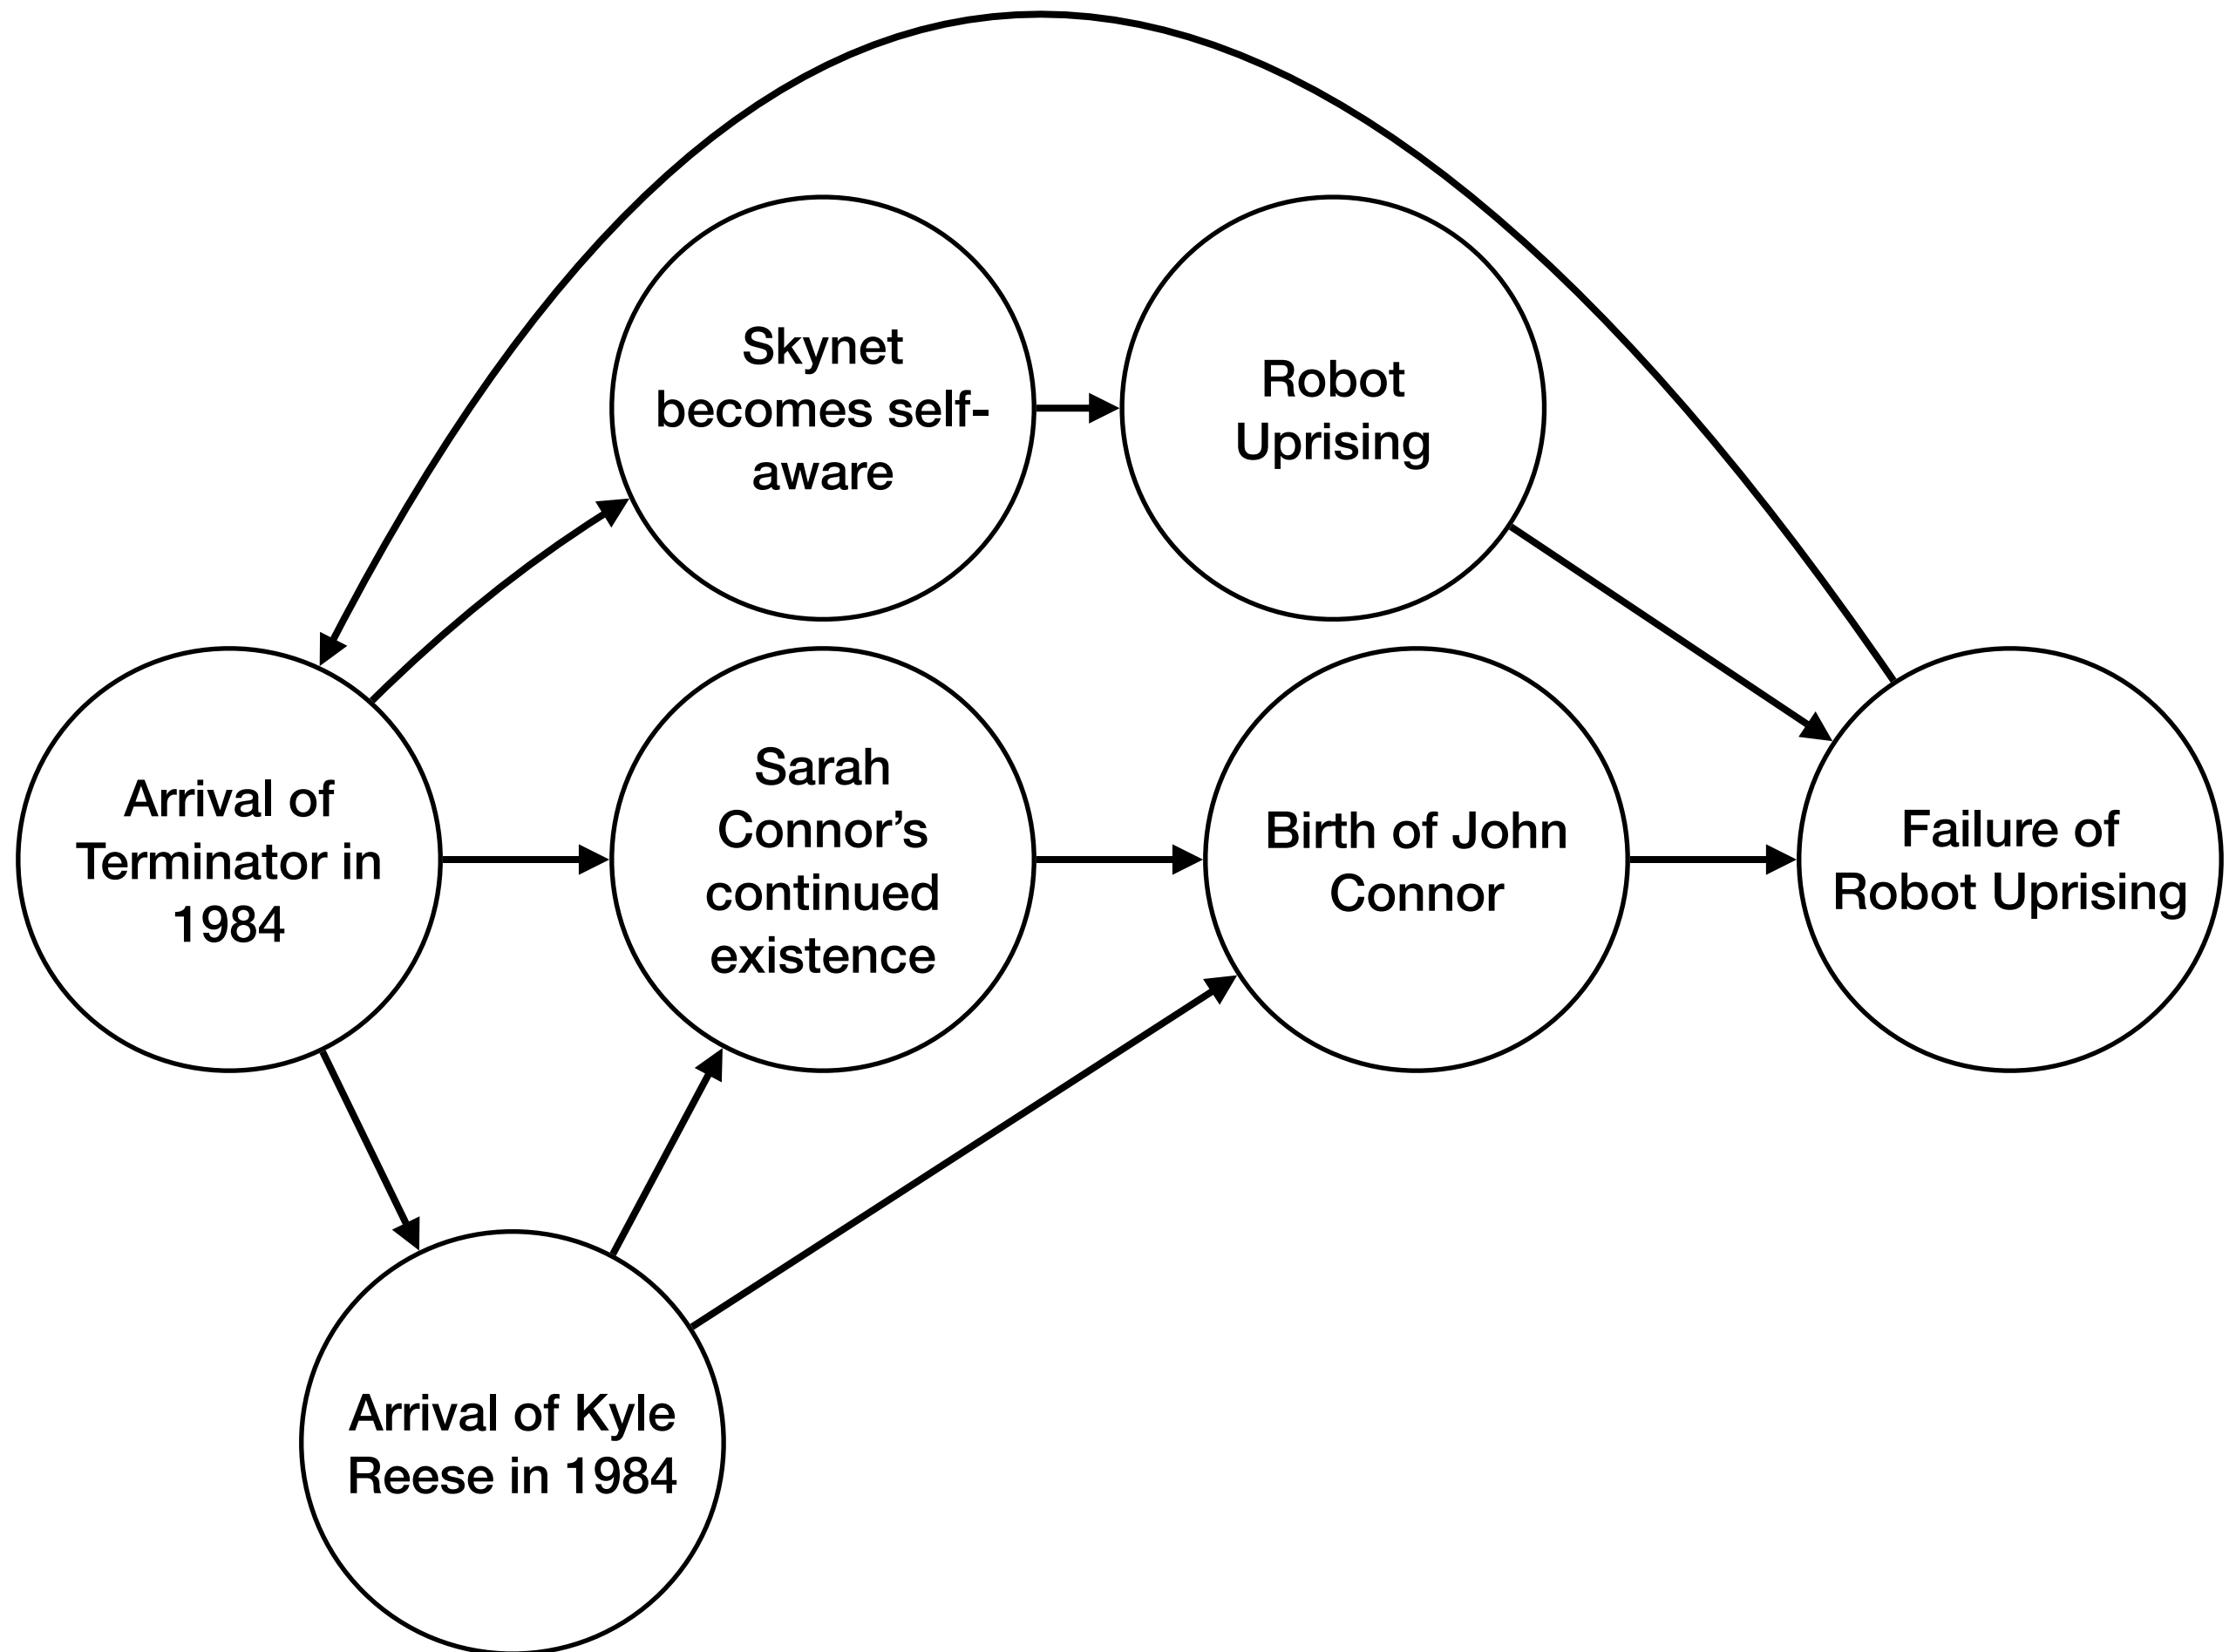 Skynet
becomes self-
aware
Robot
Uprising
Arrival of
Terminator in
1984
Sarah
Connor’s
continued
existence
Birth of John
Connor
Failure of
Robot Uprising
Arrival of Kyle
Reese in 1984